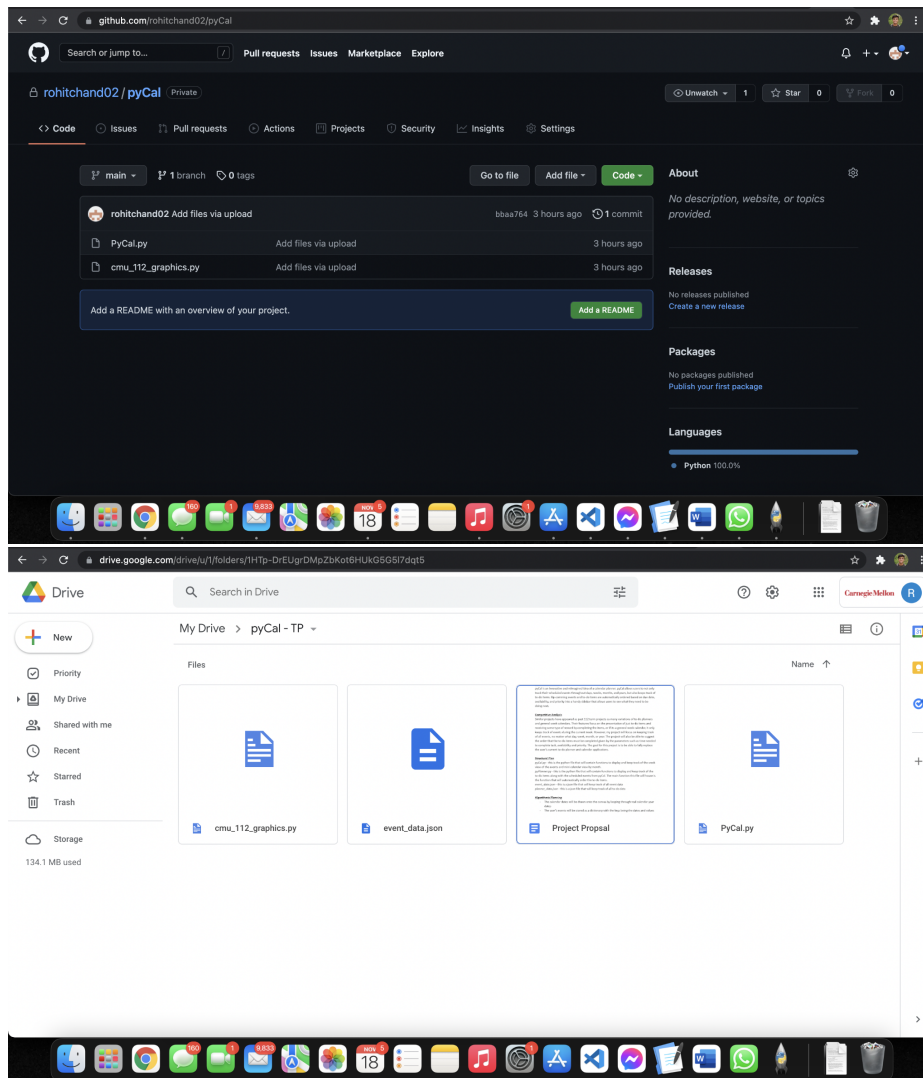 github.com/rohitchand02/pyCal
Search or jump to... / Pull requests Issues Marketplace Explore
rohitchand02 / pyCal Private Unwatch 1 Star 0 Fork 0
Code Issues Pull requests Actions Projects Security Insights Settings
main 1 branch 0 tags Go to file Add file Code
About
No description, website, or topics
provided.
rohitchand02 Add files via upload bbaa764 3 hours ago 1 commit
PyCal.py Add files via upload 3 hours ago
cmu_112_graphics.py Add files via upload 3 hours ago
Add a README with an overview of your project. Add a README
Releases
No releases published
Create a new release
Packages
No packages published
Publish your first package
Languages
Python 100.0%
160 1 9,833 NOV 5 1
18 W
drive.google.com/drive/u/1/folders/1HTp-DrEUgrDMpZbKot6HUkG5G5l7dqt5
Drive Search in Drive Carnegie Mellon R
New
My Drive > pyCal - TP
31
Files Name
Priority
My Drive
Shared with me
Recent
Starred
Trash
Storage
134.1 MB used
cmu_112_graphics.py event_data.json Project Propsal PyCal.py
160 1 9,833 NOV 5 1
18 W